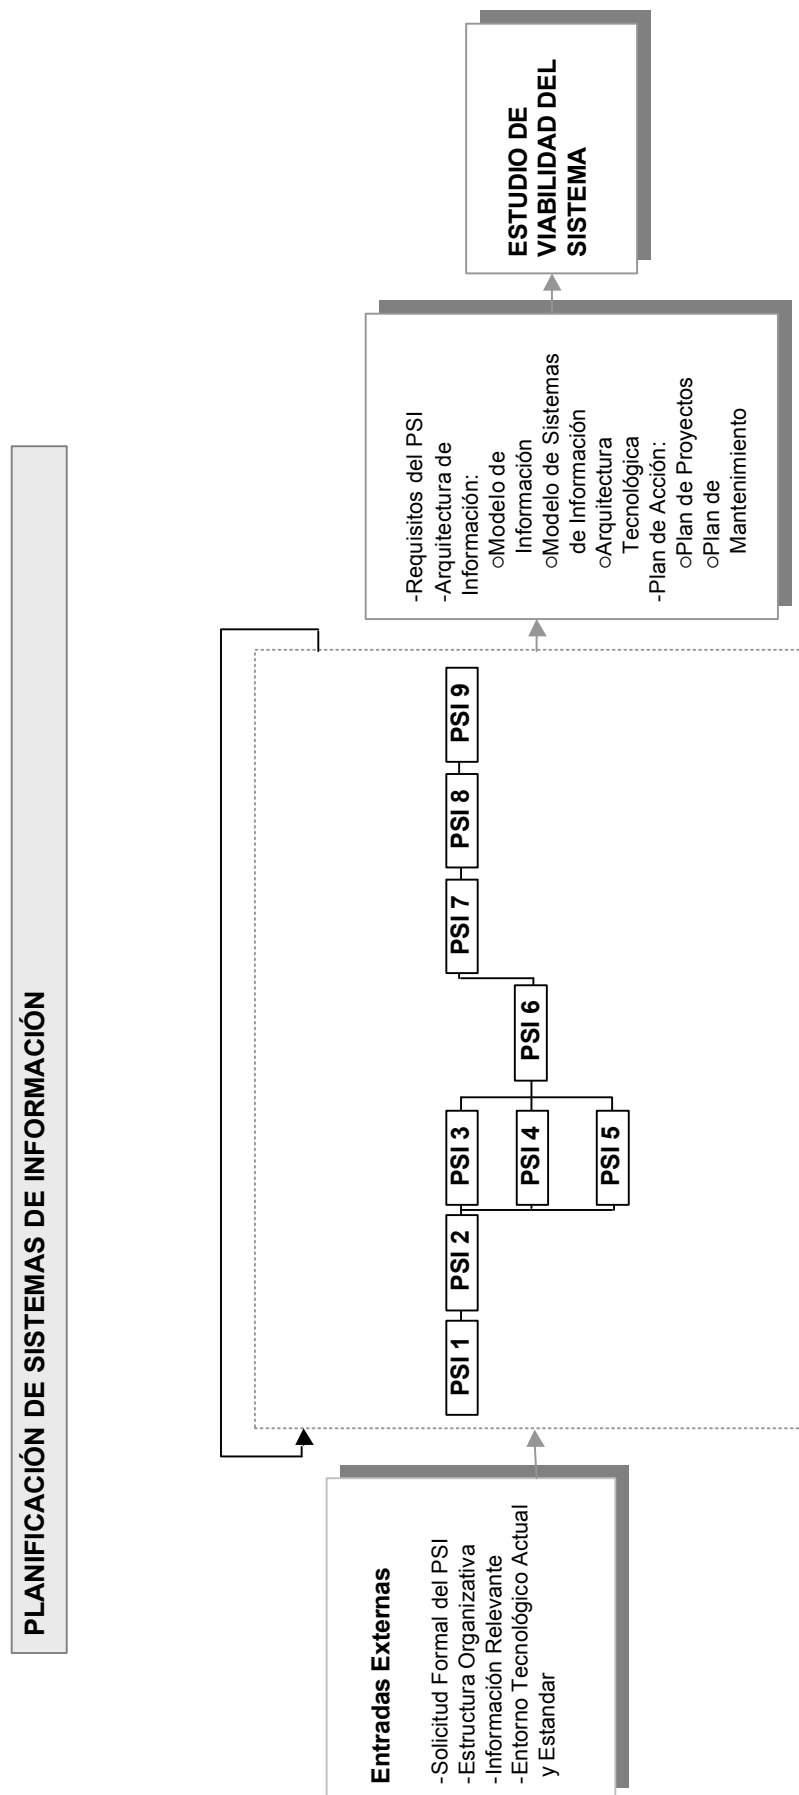 PLANIFICACIÓN DE SISTEMAS DE INFORMACIÓN
Entradas Externas
-Solicitud Formal del PSI
-Estructura Organizativa
-Información Relevante
-Entorno Tecnológico Actual
y Estandar
PSI 1
PSI 2
PSI 3
PSI 4
PSI 5
PSI 6
PSI 7
PSI 8
PSI 9
-Requisitos del PSI
-Arquitectura de
Información:
○Modelo de
Información
○Modelo de Sistemas
de Información
○Arquitectura
Tecnológica
-Plan de Acción:
○Plan de Proyectos
○Plan de
Mantenimiento
ESTUDIO DE
VIABILIDAD DEL
SISTEMA